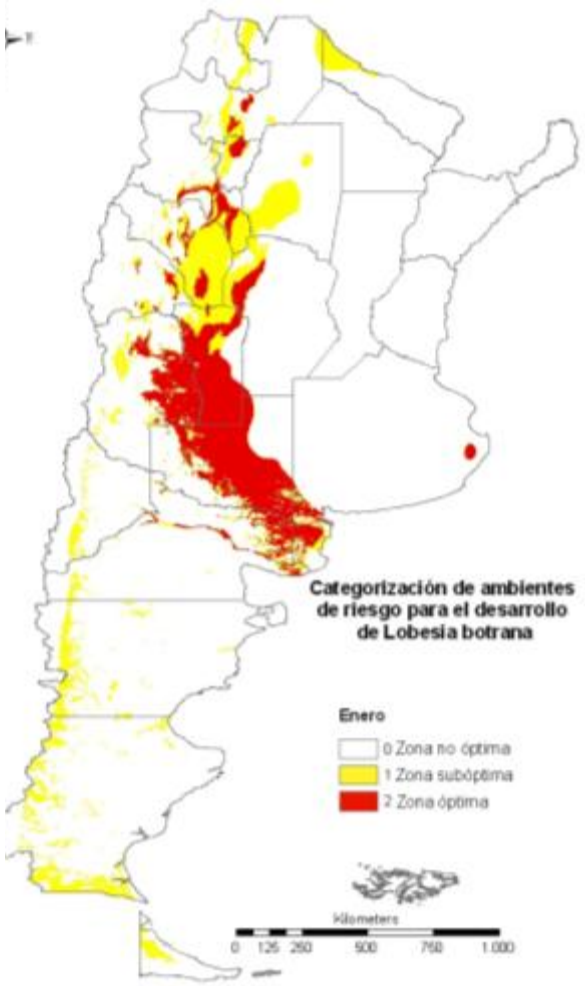 Categorización de ambientes
de riesgo para el desarrollo
de Lobesia botrana
Enero
0 Zona no óptima
1 Zona subóptima
2 Zona óptima
Kilometers
0 125 250 500 750 1.000